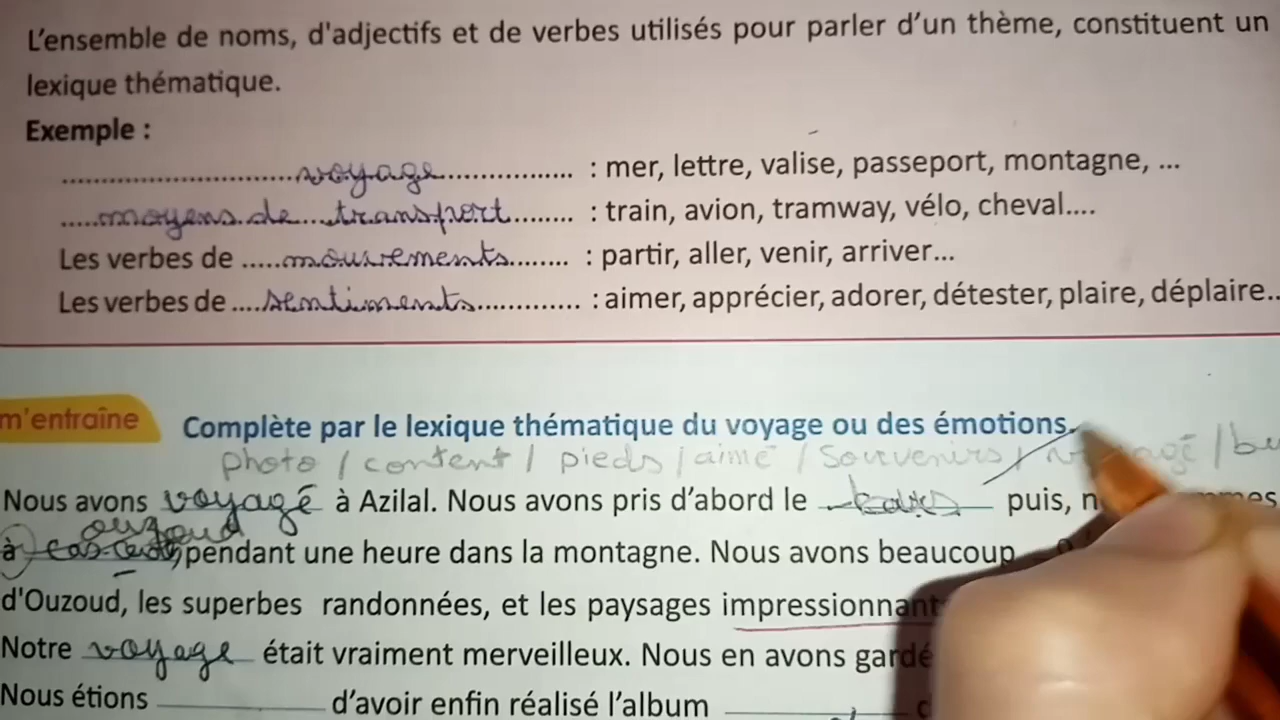 L'ensemble de noms, d'adjectifs et de verbes utilisés pour parler d'un thème, constituent un
lexique thématique.
Exemple :
voyage : mer, lettre, valise, passeport, montagne, ...
moyens de transport : train, avion, tramway, vélo, cheval....
Les verbes de mouvements : partir, aller, venir, arriver...
Les verbes de sentiments : aimer, apprécier, adorer, détester, plaire, déplaire..
m'entraîne Complète par le lexique thématique du voyage ou des émotions.
photo / content / pieds / aimé / souvenirs /
Nous avons voyagé à Azilal. Nous avons pris d'abord le puis,
ouzoud
à pendant une heure dans la montagne. Nous avons beaucoup
d'Ouzoud, les superbes randonnées, et les paysages impressionnant
Notre voyage était vraiment merveilleux. Nous en avons gardé
Nous étions d'avoir enfin réalisé l'album